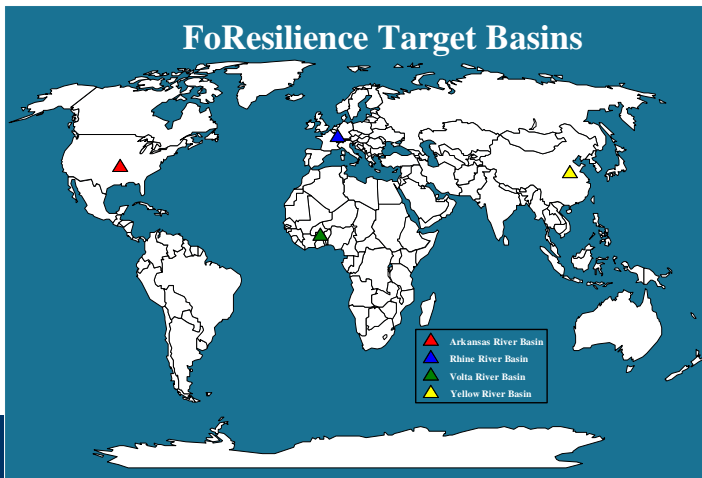 FoResilience Target Basins
Arkansas River Basin
Rhine River Basin
Volta River Basin
Yellow River Basin